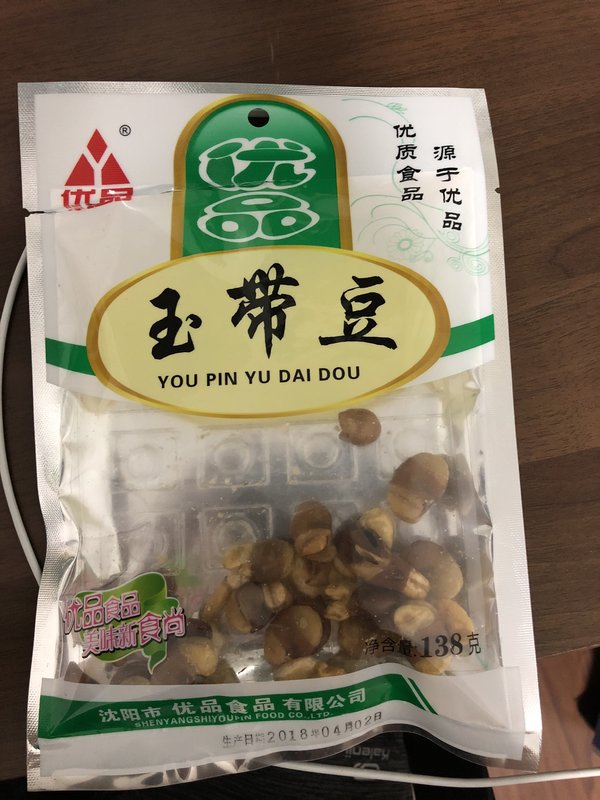 ®
优品
优品
优质食品
源于优品
玉带豆
YOU PIN YU DAI DOU
优品食品
美味新食尚
净含量:138克
沈阳市 优品食品 有限公司
SHENYANGSHIYOUPIN FOOD CO.,LTD.
生产日期:2018年04月02日